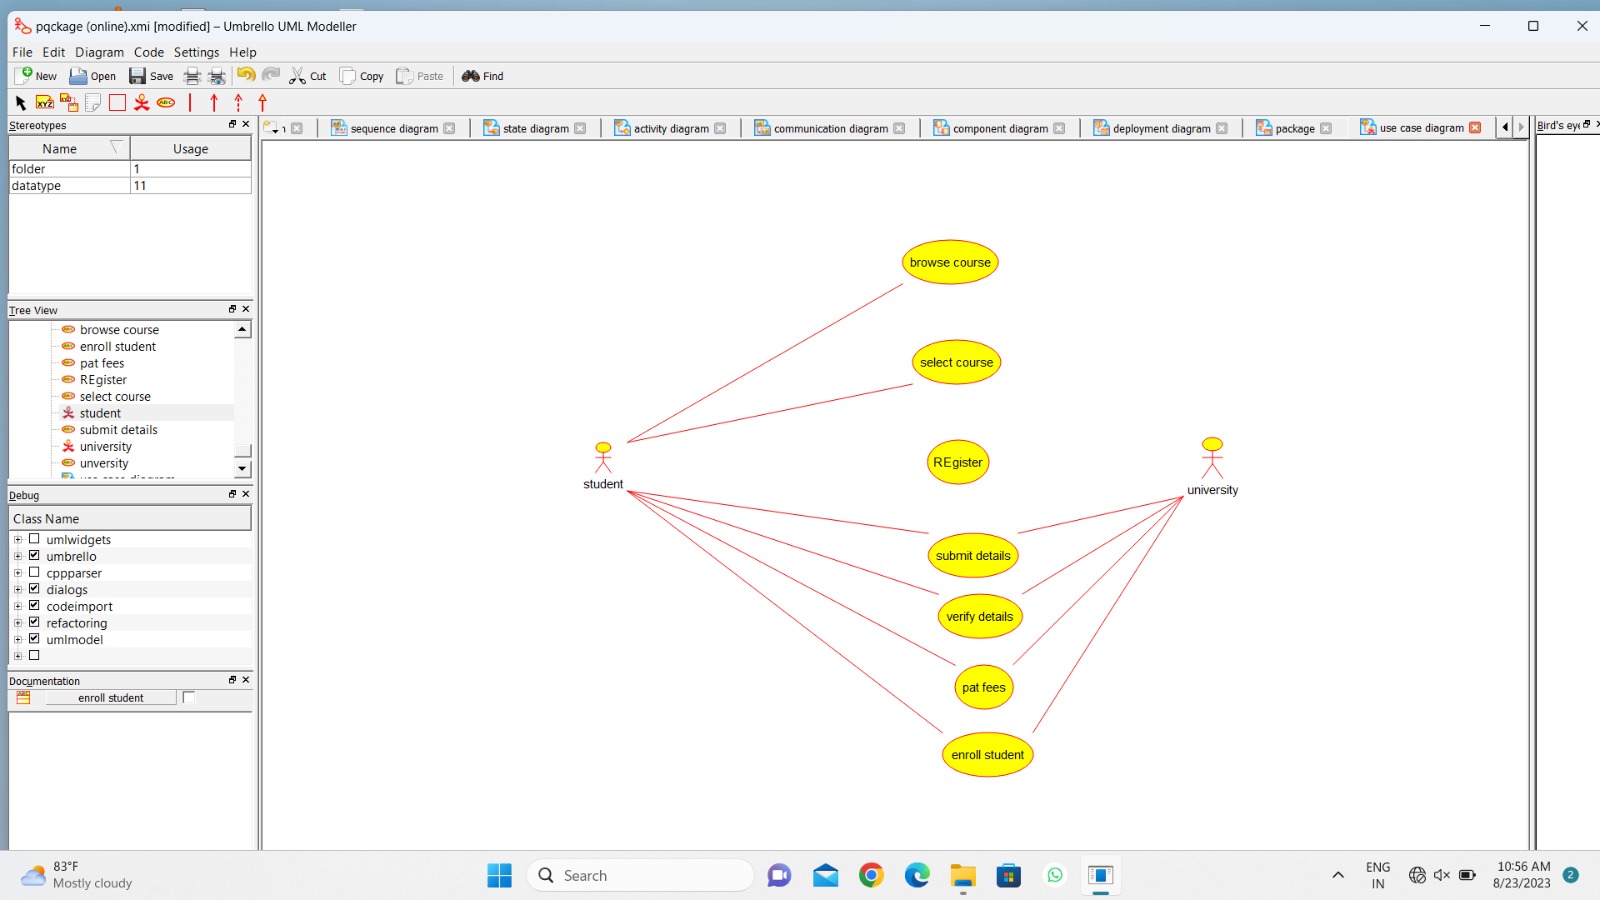 pqckage (online).xmi [modified] – Umbrello UML Modeller
File Edit Diagram Code Settings Help
New Open Save Cut Copy Paste Find
XYZ ABC
Stereotypes
Name Usage
folder 1
datatype 11
sequence diagram state diagram activity diagram communication diagram component diagram deployment diagram package use case diagram
Bird's eye
Tree View
browse course
enroll student
pat fees
REgister
select course
student
submit details
university
unversity
use case diagram
Debug
Class Name
umlwidgets
umbrello
cppparser
dialogs
codeimport
refactoring
umlmodel
Documentation
enroll student
browse course
select course
REgister
student
university
submit details
verify details
pat fees
enroll student
83°F
Mostly cloudy
Search
ENG
IN
10:56 AM
8/23/2023
2